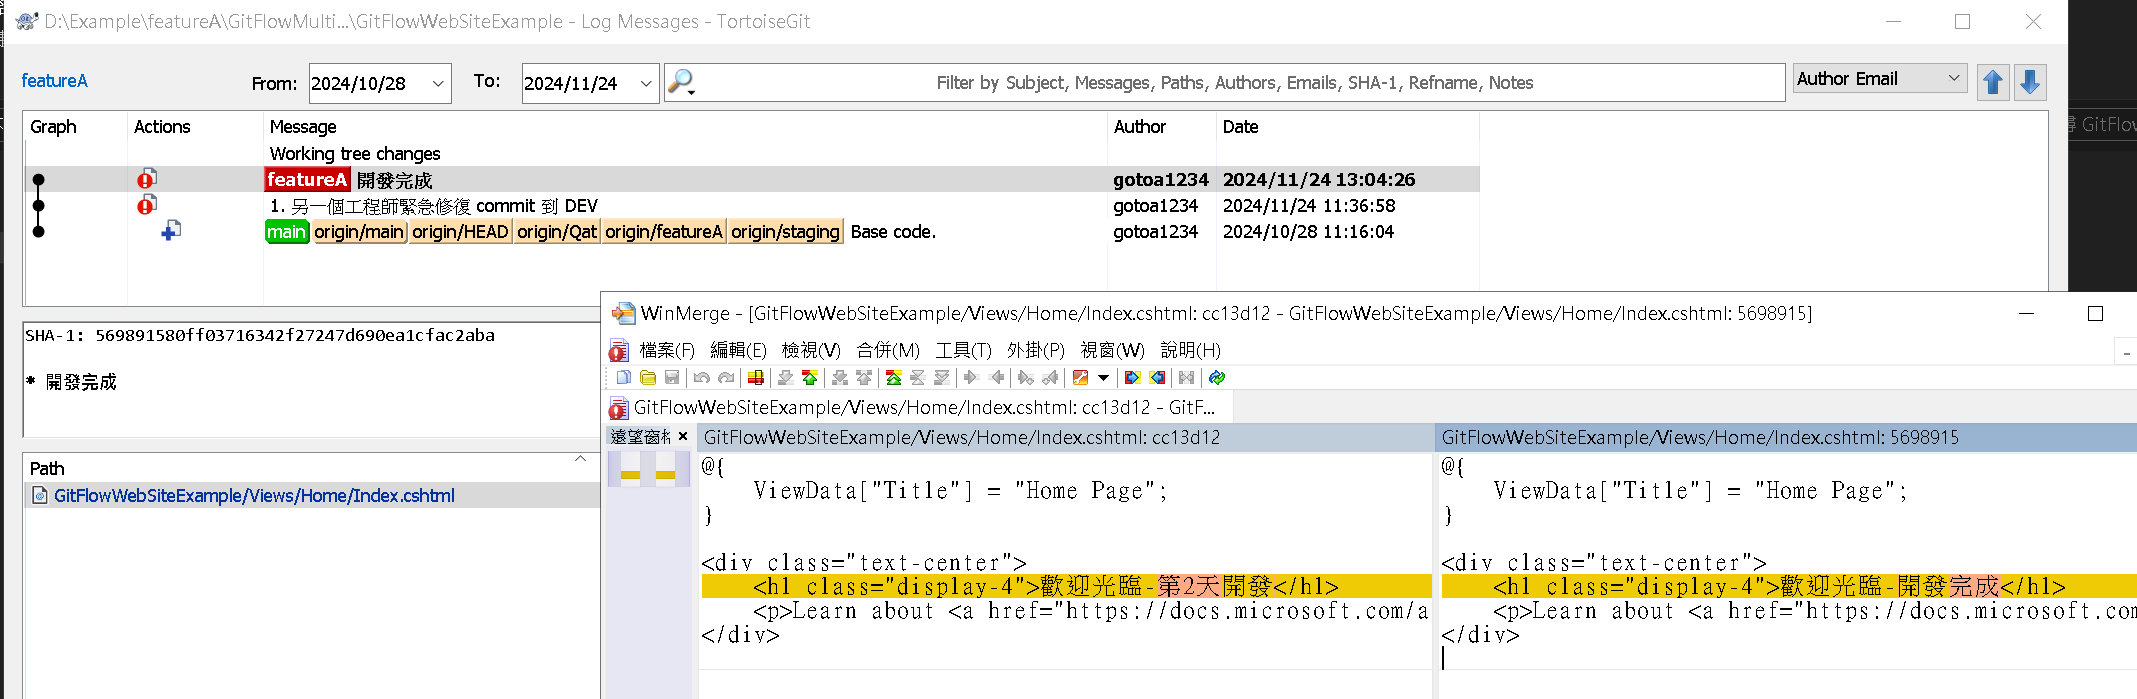 D:\Example\featureA\GitFlowMulti...\GitFlowWebSiteExample - Log Messages - TortoiseGit
featureA From: 2024/10/28 To: 2024/11/24 Filter by Subject, Messages, Paths, Authors, Emails, SHA-1, Refname, Notes Author Email
Graph Actions Message Author Date
GitFlow
Working tree changes
featureA 開發完成 gotoa1234 2024/11/24 13:04:26
1. 另一個工程師緊急修復 commit 到 DEV gotoa1234 2024/11/24 11:36:58
main origin/main origin/HEAD origin/Qat origin/featureA origin/staging Base code. gotoa1234 2024/10/28 11:16:04
SHA-1: 569891580ff03716342f27247d690ea1cfac2aba
* 開發完成
Path
GitFlowWebSiteExample/Views/Home/Index.cshtml
WinMerge - [GitFlowWebSiteExample/Views/Home/Index.cshtml: cc13d12 - GitFlowWebSiteExample/Views/Home/Index.cshtml: 5698915]
檔案(F) 編輯(E) 檢視(V) 合併(M) 工具(T) 外掛(P) 視窗(W) 說明(H)
GitFlowWebSiteExample/Views/Home/Index.cshtml: cc13d12 - GitF...
遠望窗格 GitFlowWebSiteExample/Views/Home/Index.cshtml: cc13d12
@{
ViewData["Title"] = "Home Page";
}
<div class="text-center">
<h1 class="display-4">歡迎光臨-第2天開發</h1>
<p>Learn about <a href="https://docs.microsoft.com/a
</div>
GitFlowWebSiteExample/Views/Home/Index.cshtml: 5698915
@{
ViewData["Title"] = "Home Page";
}
<div class="text-center">
<h1 class="display-4">歡迎光臨-開發完成</h1>
<p>Learn about <a href="https://docs.microsoft.com
</div>